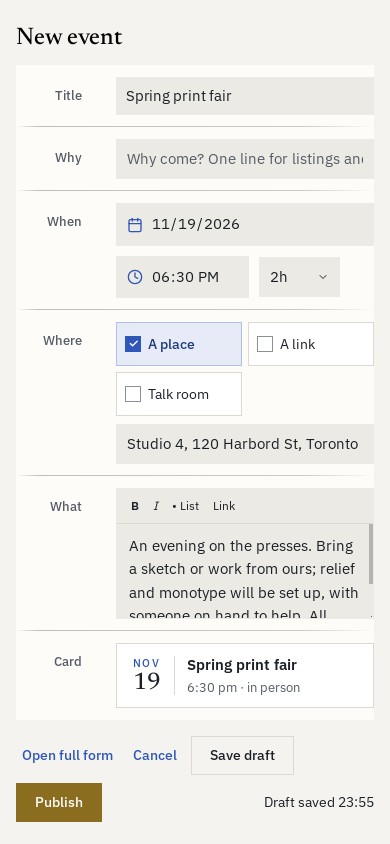 New event
Title
Spring print fair
Why
Why come? One line for listings and
When
11/19/2026
06:30 PM
2h
Where
A place
A link
Talk room
Studio 4, 120 Harbord St, Toronto
What
B I • List Link
An evening on the presses. Bring
a sketch or work from ours; relief
and monotype will be set up, with
someone on hand to help. All
Card
NOV
19
Spring print fair
6:30 pm · in person
Open full form
Cancel
Save draft
Publish
Draft saved 23:55